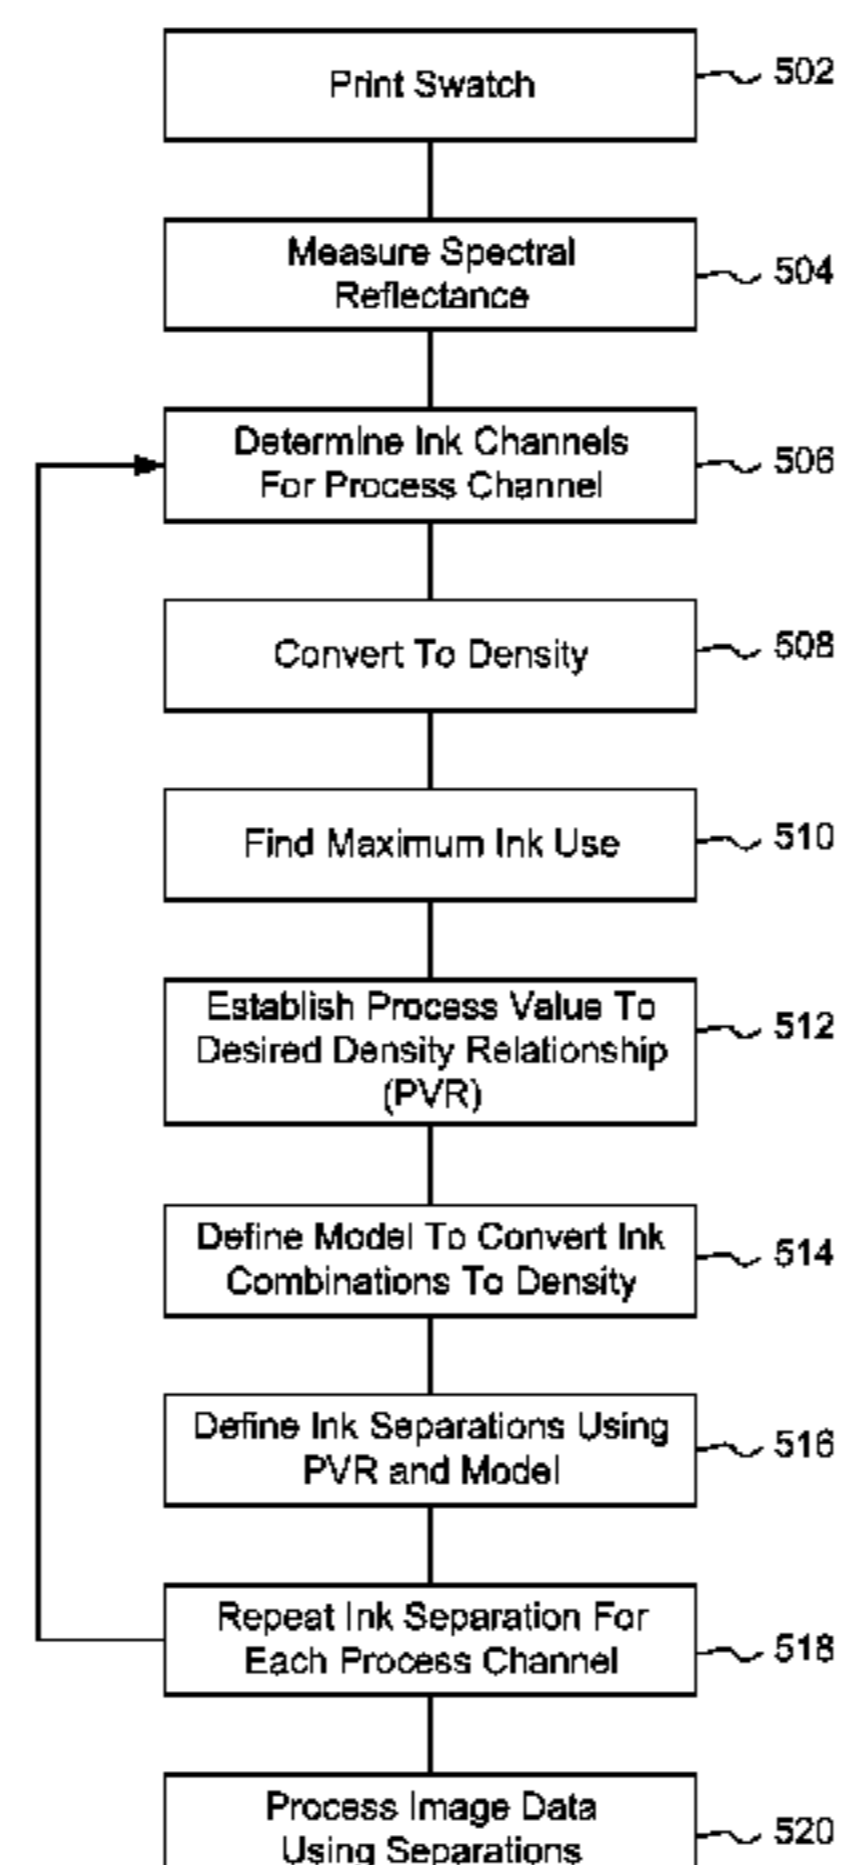 Print Swatch
502
Measure Spectral
Reflectance
504
Determine Ink Channels
For Process Channel
506
Convert To Density
508
Find Maximum Ink Use
510
Establish Process Value To
Desired Density Relationship
(PVR)
512
Define Model To Convert Ink
Combinations To Density
514
Define Ink Separations Using
PVR and Model
516
Repeat Ink Separation For
Each Process Channel
518
Process Image Data
Using Separations
520